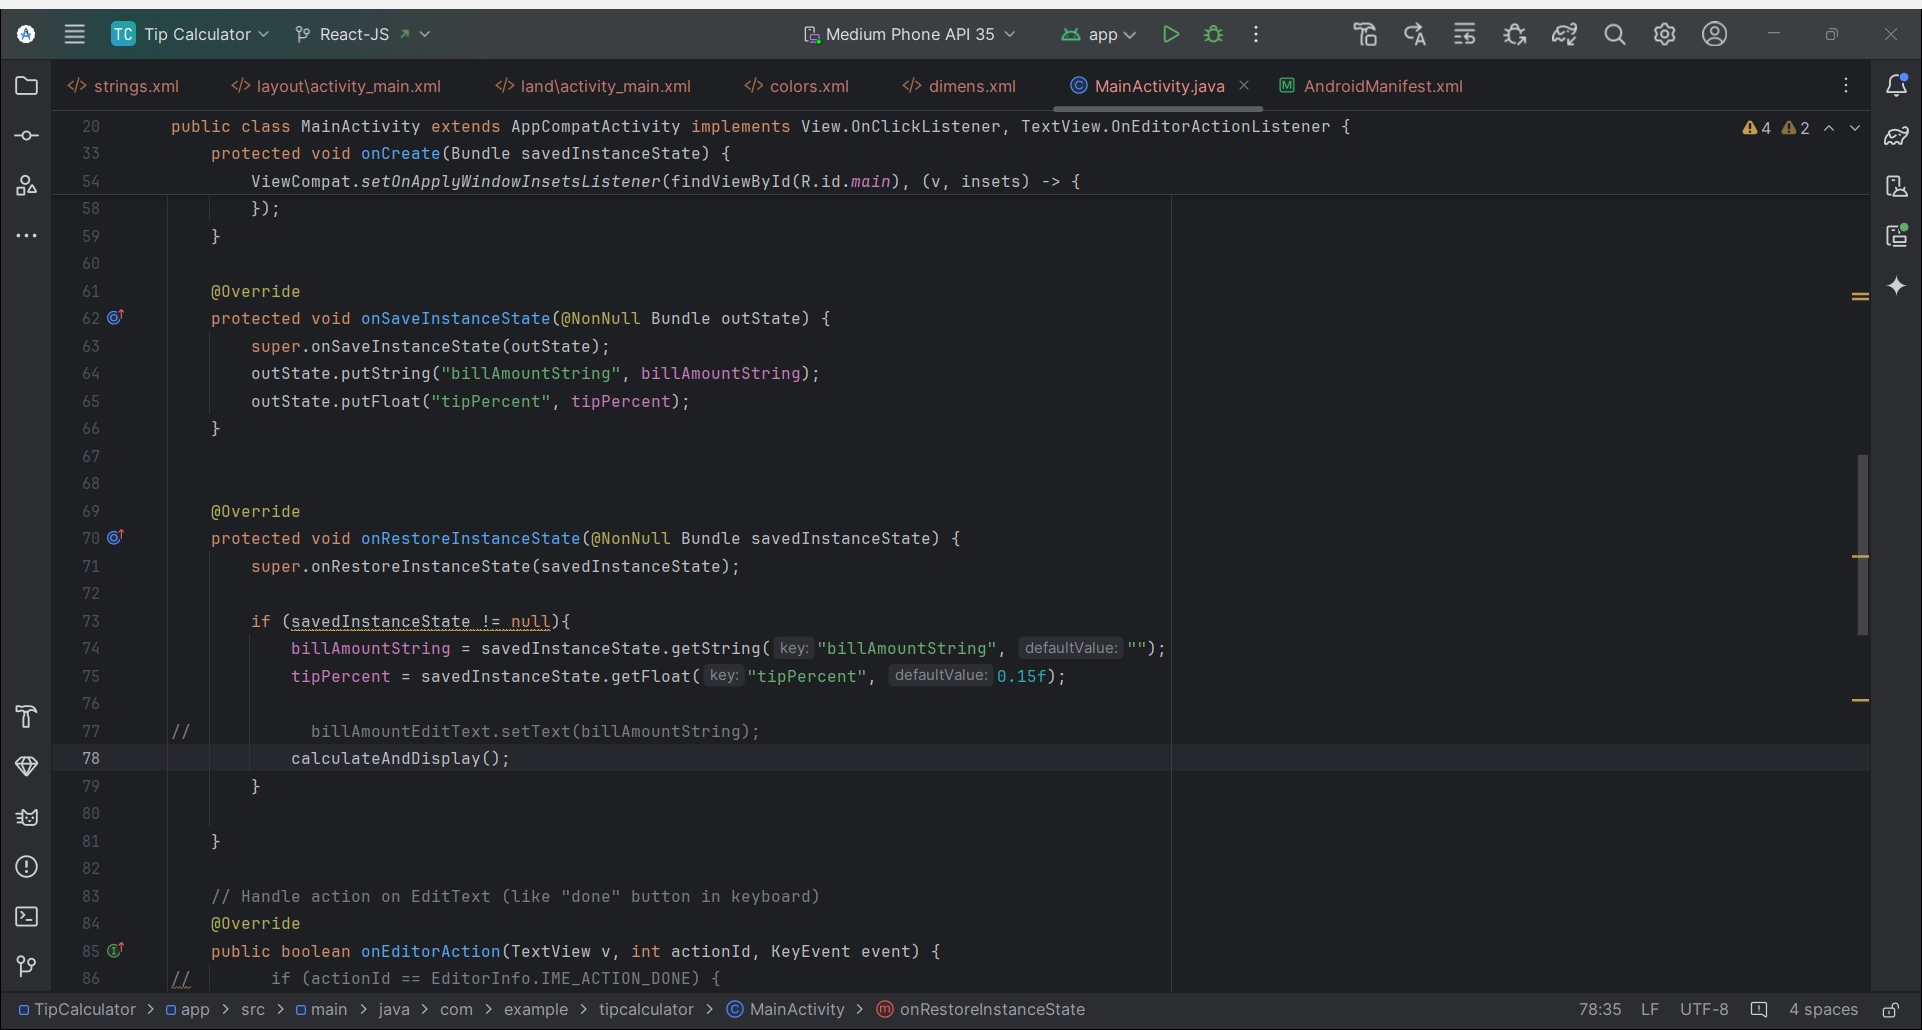 TC Tip Calculator React-JS Medium Phone API 35 app
strings.xml layout\activity_main.xml land\activity_main.xml colors.xml dimens.xml MainActivity.java AndroidManifest.xml
20 public class MainActivity extends AppCompatActivity implements View.OnClickListener, TextView.OnEditorActionListener { 4 2
33 protected void onCreate(Bundle savedInstanceState) {
54 ViewCompat.setOnApplyWindowInsetsListener(findViewById(R.id.main), (v, insets) -> {
58 });
59 }
60
61 @Override
62 protected void onSaveInstanceState(@NonNull Bundle outState) {
63 super.onSaveInstanceState(outState);
64 outState.putString("billAmountString", billAmountString);
65 outState.putFloat("tipPercent", tipPercent);
66 }
67
68
69 @Override
70 protected void onRestoreInstanceState(@NonNull Bundle savedInstanceState) {
71 super.onRestoreInstanceState(savedInstanceState);
72
73 if (savedInstanceState != null){
74 billAmountString = savedInstanceState.getString( key: "billAmountString", defaultValue: "");
75 tipPercent = savedInstanceState.getFloat( key: "tipPercent", defaultValue: 0.15f);
76
77 // billAmountEditText.setText(billAmountString);
78 calculateAndDisplay();
79 }
80
81 }
82
83 // Handle action on EditText (like "done" button in keyboard)
84 @Override
85 public boolean onEditorAction(TextView v, int actionId, KeyEvent event) {
86 // if (actionId == EditorInfo.IME_ACTION_DONE) {
TipCalculator > app > src > main > java > com > example > tipcalculator > MainActivity > onRestoreInstanceState 78:35 LF UTF-8 4 spaces